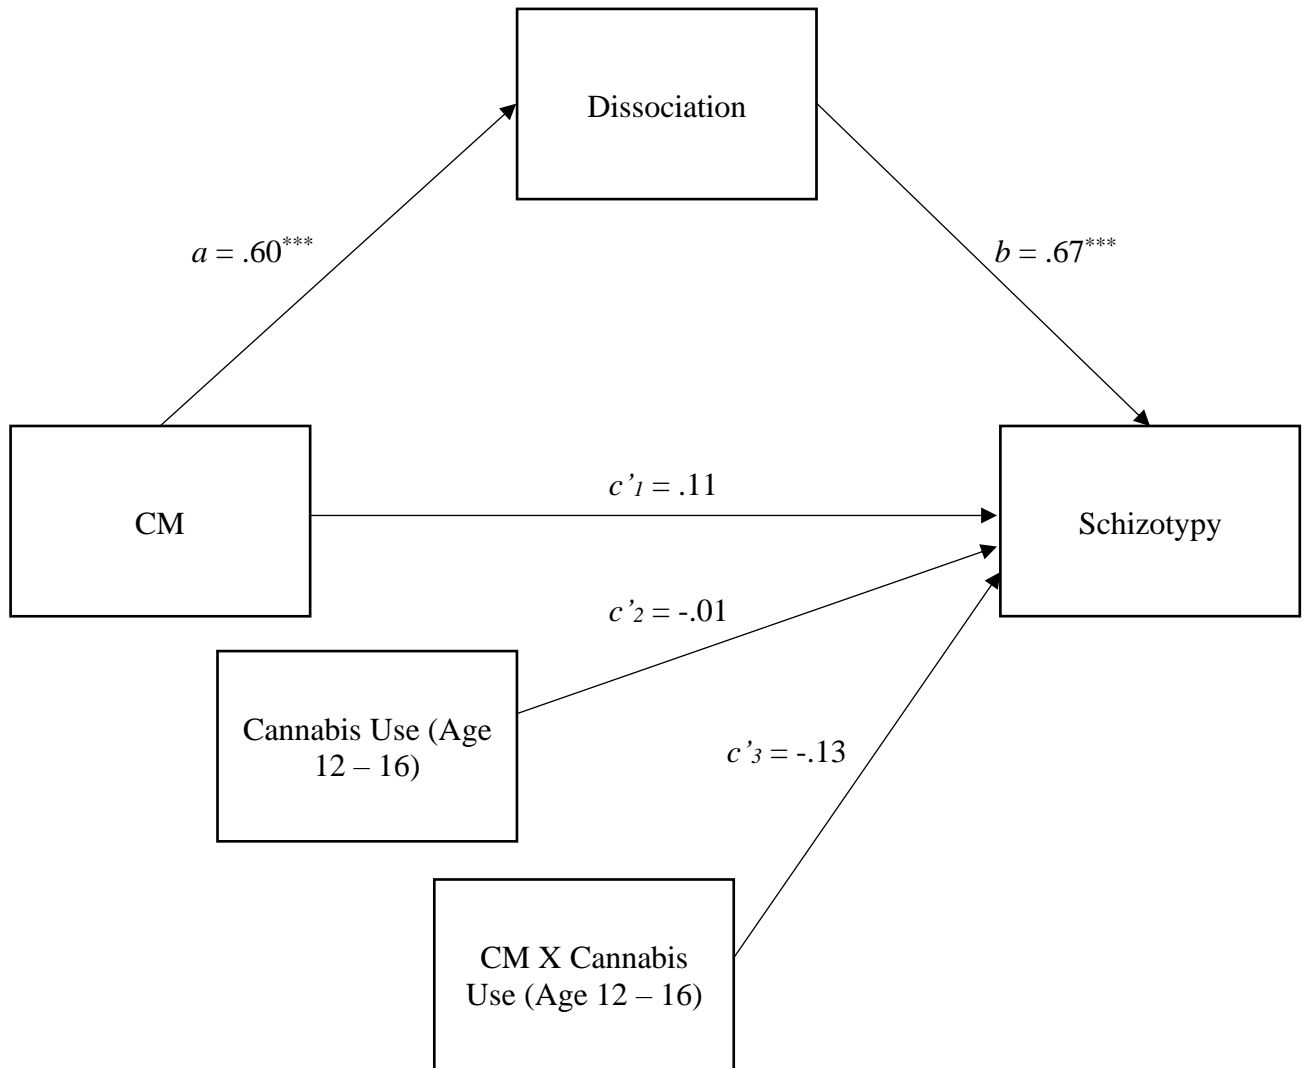 Dissociation
a = .60***
b = .67***
CM
c’1 = .11
Schizotypy
c’2 = -.01
Cannabis Use (Age
12 – 16)
c’3 = -.13
CM X Cannabis
Use (Age 12 – 16)